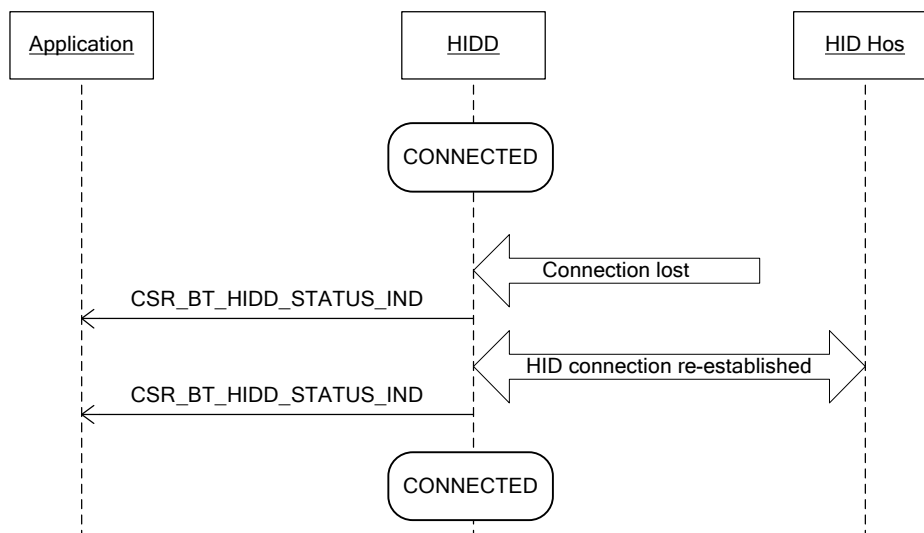 Application
HIDD
HID Hos
CONNECTED
Connection lost
CSR_BT_HIDD_STATUS_IND
HID connection re-established
CSR_BT_HIDD_STATUS_IND
CONNECTED